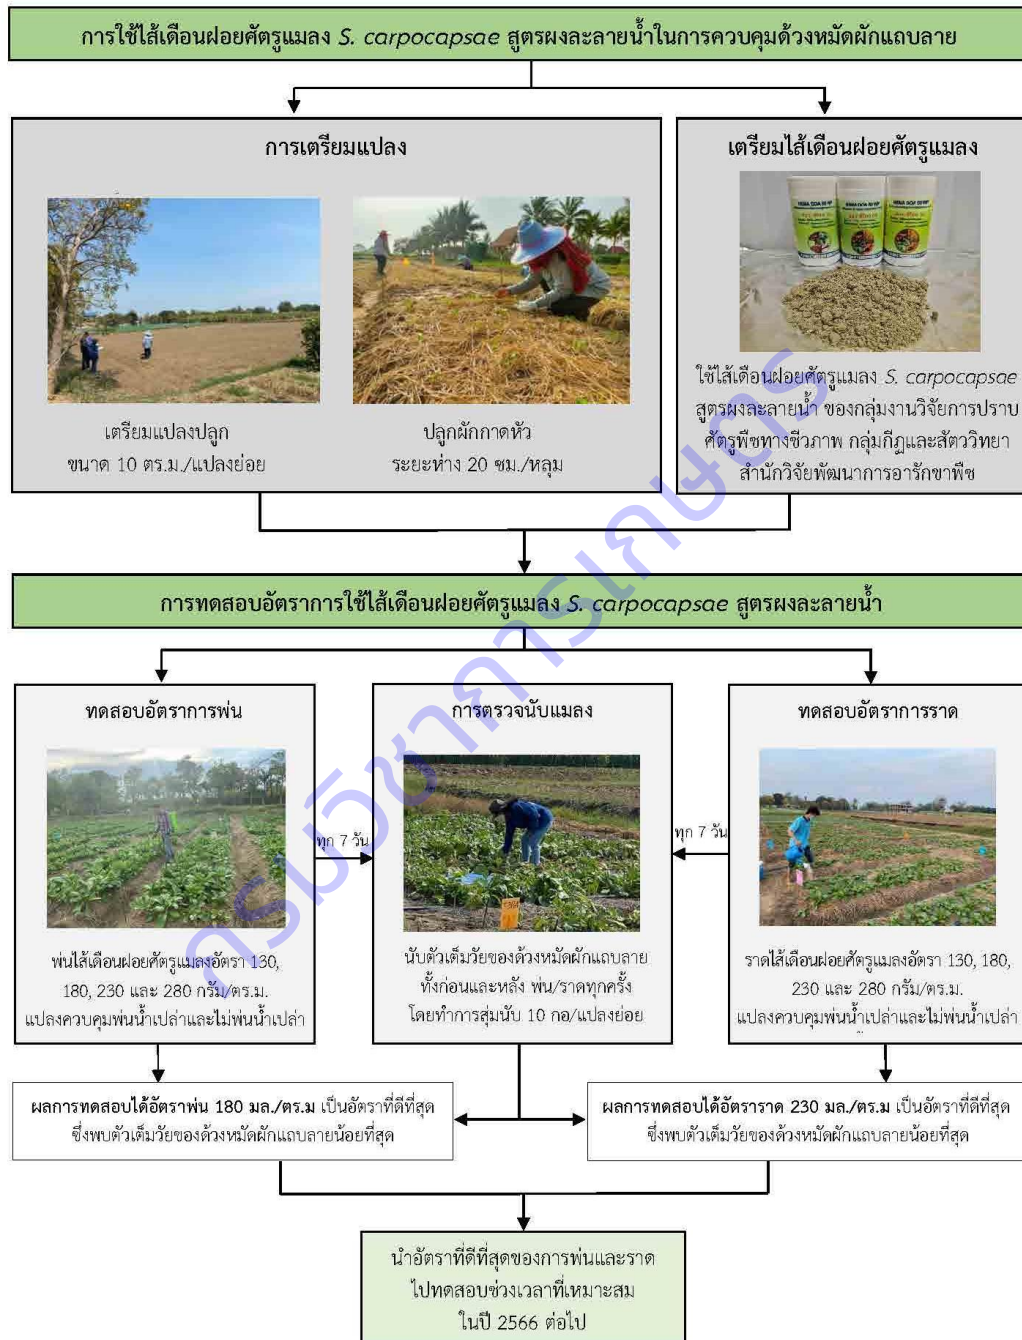 การใช้ไส้เดือนฝอยศัตรูแมลง S. carpocapsae สูตรผงละลายน้ำในการควบคุมด้วงหมัดผักแถบลาย
การเตรียมแปลง
เตรียมแปลงปลูก
ขนาด 10 ตร.ม./แปลงย่อย
ปลูกผักกาดหัว
ระยะห่าง 20 ซม./หลุม
เตรียมไส้เดือนฝอยศัตรูแมลง
ใช้ไส้เดือนฝอยศัตรูแมลง S. carpocapsae
สูตรผงละลายน้ำ ของกลุ่มงานวิจัยการปราบ
ศัตรูพืชทางชีวภาพ กลุ่มกีฏและสัตววิทยา
สำนักวิจัยพัฒนาการอารักขาพืช
การทดสอบอัตราการใช้ไส้เดือนฝอยศัตรูแมลง S. carpocapsae สูตรผงละลายน้ำ
ทดสอบอัตราการพ่น
พ่นไส้เดือนฝอยศัตรูแมลงอัตรา 130,
180, 230 และ 280 กรัม/ตร.ม.
แปลงควบคุมพ่นน้ำเปล่าและไม่พ่นน้ำเปล่า
ทุก 7 วัน
การตรวจนับแมลง
นับตัวเต็มวัยของด้วงหมัดผักแถบลาย
ทั้งก่อนและหลัง พ่น/ราดทุกครั้ง
โดยทำการสุ่มนับ 10 กอ/แปลงย่อย
ทุก 7 วัน
ทดสอบอัตราการราด
ราดไส้เดือนฝอยศัตรูแมลงอัตรา 130, 180,
230 และ 280 กรัม/ตร.ม.
แปลงควบคุมพ่นน้ำเปล่าและไม่พ่นน้ำเปล่า
ผลการทดสอบได้อัตราพ่น 180 มล./ตร.ม เป็นอัตราที่ดีที่สุด
ซึ่งพบตัวเต็มวัยของด้วงหมัดผักแถบลายน้อยที่สุด
ผลการทดสอบได้อัตราราด 230 มล./ตร.ม เป็นอัตราที่ดีที่สุด
ซึ่งพบตัวเต็มวัยของด้วงหมัดผักแถบลายน้อยที่สุด
นำอัตราที่ดีที่สุดของการพ่นและราด
ไปทดสอบช่วงเวลาที่เหมาะสม
ในปี 2566 ต่อไป
กรมวิชาการเกษตร